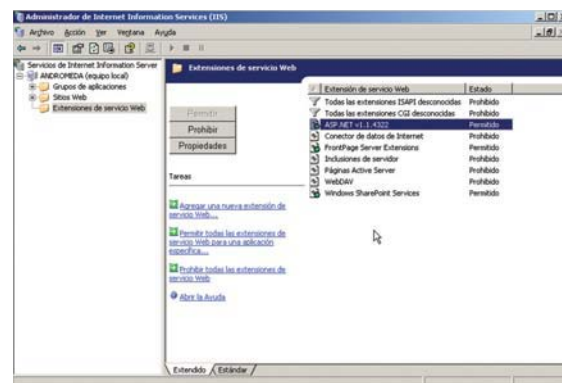 Administrador de Internet Information Services (IIS)
Archivo Acción Ver Ventana Ayuda
Servicios de Internet Information Server
ANDROMEDA (equipo local)
Grupos de aplicaciones
Sitios Web
Extensiones de servicio Web
Extensiones de servicio Web
Permitir
Prohibir
Propiedades
Tareas
Agregar una nueva extensión de
servicio Web...
Permitir todas las extensiones de
servicio Web para una aplicación
específica...
Prohibir todas las extensiones de
servicio Web
Abrir la Ayuda
Extensión de servicio Web Estado
Todas las extensiones ISAPI desconocidas Prohibido
Todas las extensiones CGI desconocidas Prohibido
ASP.NET v1.1.4322 Permitido
Conector de datos de Internet Prohibido
FrontPage Server Extensions Permitido
Inclusiones de servidor Prohibido
Páginas Active Server Prohibido
WebDAV Prohibido
Windows SharePoint Services Permitido
Extendido Estándar